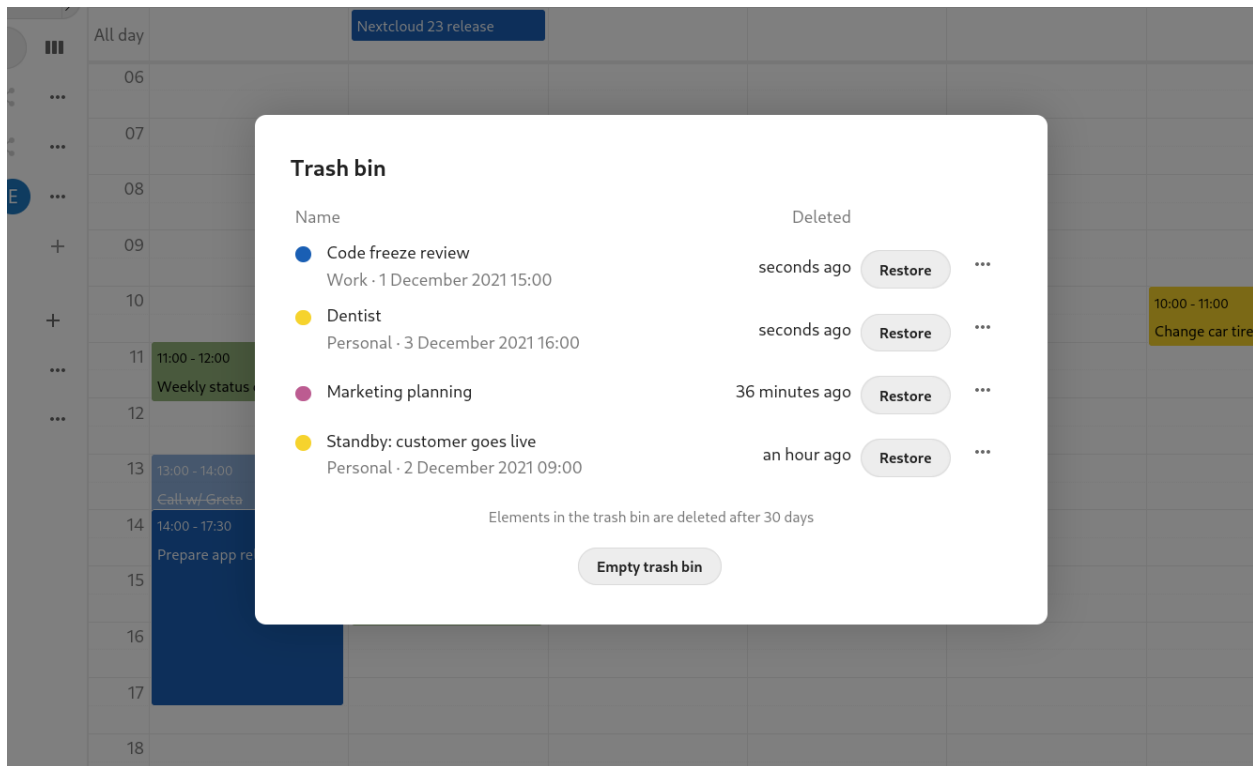 All day
Nextcloud 23 release
06
07
08
E
09
10
10:00 - 11:00
Change car tire
11
11:00 - 12:00
Weekly status
12
13
13:00 - 14:00
Call w/ Greta
14
14:00 - 17:30
Prepare app rel
15
16
17
18
Trash bin
Name Deleted
Code freeze review
Work · 1 December 2021 15:00
seconds ago Restore
Dentist
Personal · 3 December 2021 16:00
seconds ago Restore
Marketing planning
36 minutes ago Restore
Standby: customer goes live
Personal · 2 December 2021 09:00
an hour ago Restore
Elements in the trash bin are deleted after 30 days
Empty trash bin